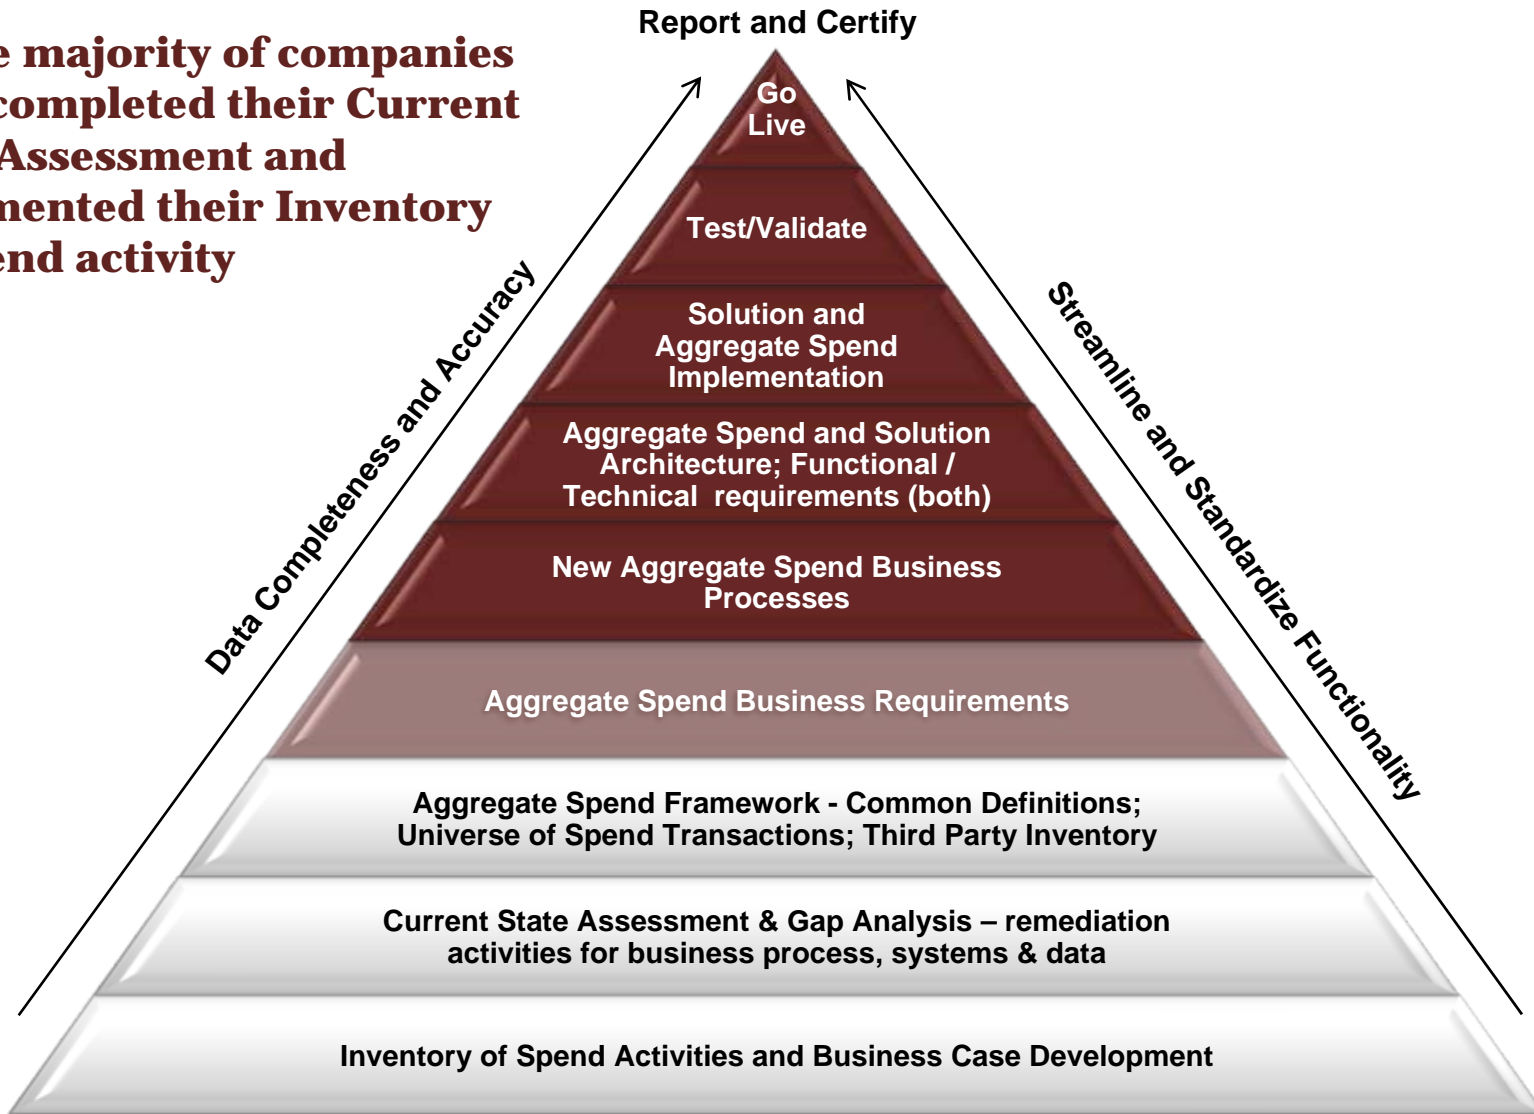 Report and Certify
majority of companies
completed their Current
Assessment and
their Inventory
activity
Go
Live
Test/Validate
Solution and
Aggregate Spend
Implementation
Aggregate Spend and Solution
Architecture; Functional /
Technical requirements (both)
New Aggregate Spend Business
Processes
Aggregate Spend Business Requirements
Aggregate Spend Framework - Common Definitions;
Universe of Spend Transactions; Third Party Inventory
Current State Assessment & Gap Analysis – remediation
activities for business process, systems & data
Inventory of Spend Activities and Business Case Development
Data Completeness and Accuracy
Streamline and Standardize Functionality